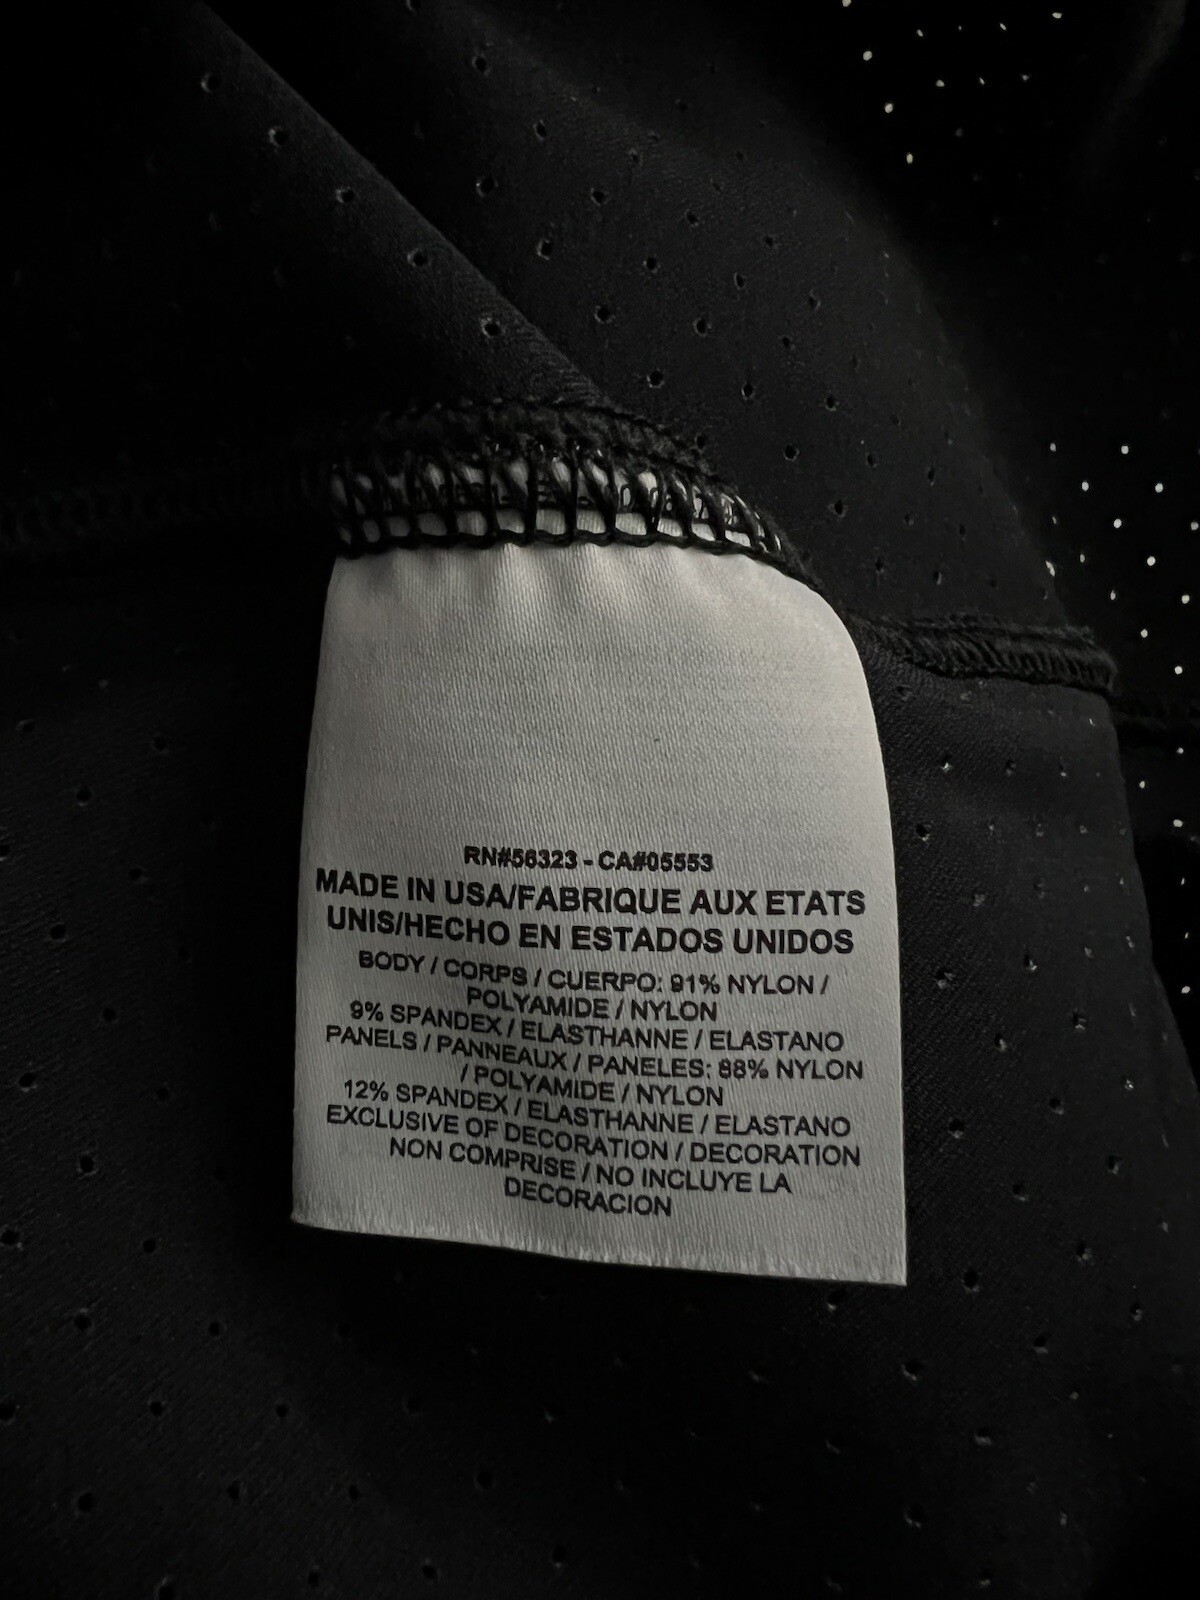 RN#56323 - CA#05553
MADE IN USA/FABRIQUE AUX ETATS
UNIS/HECHO EN ESTADOS UNIDOS
BODY / CORPS / CUERPO: 91% NYLON /
POLYAMIDE / NYLON
9% SPANDEX / ELASTHANNE / ELASTANO
PANELS / PANNEAUX / PANELES: 88% NYLON
/ POLYAMIDE / NYLON
12% SPANDEX / ELASTHANNE / ELASTANO
EXCLUSIVE OF DECORATION / DECORATION
NON COMPRISE / NO INCLUYE LA
DECORACION